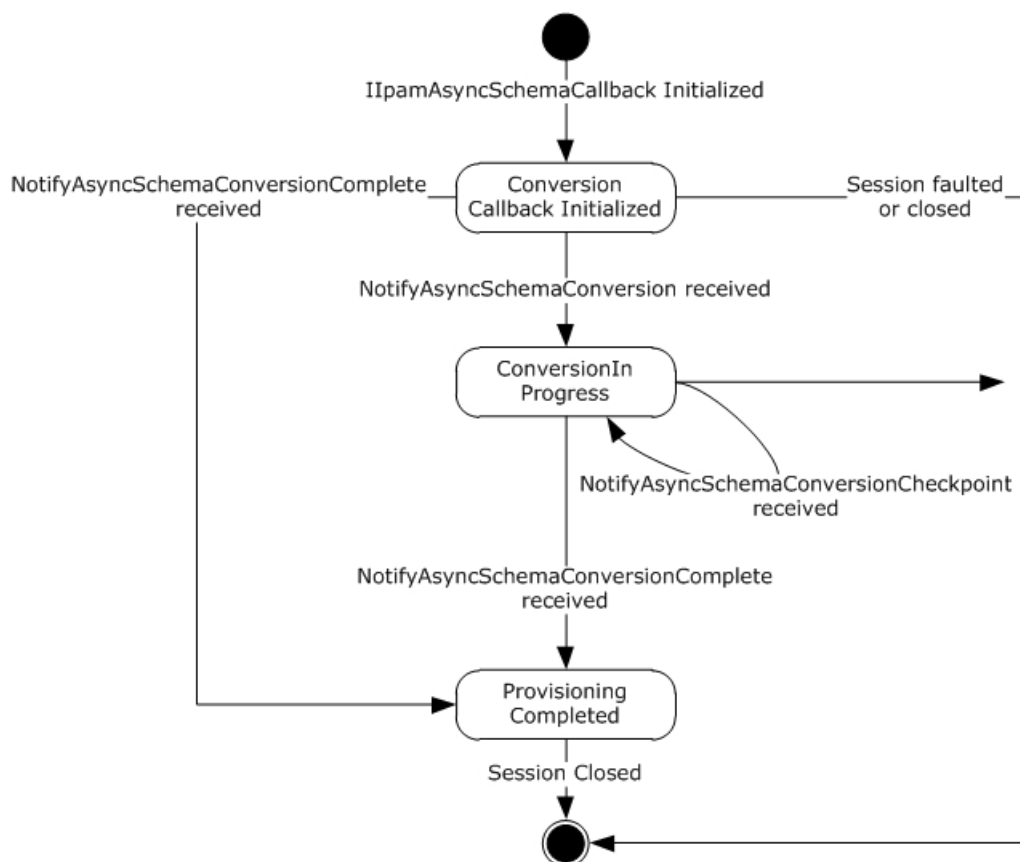 IIpamAsyncSchemaCallback Initialized
NotifyAsyncSchemaConversionComplete
received
Conversion
Callback Initialized
Session faulted
or closed
NotifyAsyncSchemaConversion received
ConversionIn
Progress
NotifyAsyncSchemaConversionCheckpoint
received
NotifyAsyncSchemaConversionComplete
received
Provisioning
Completed
Session Closed